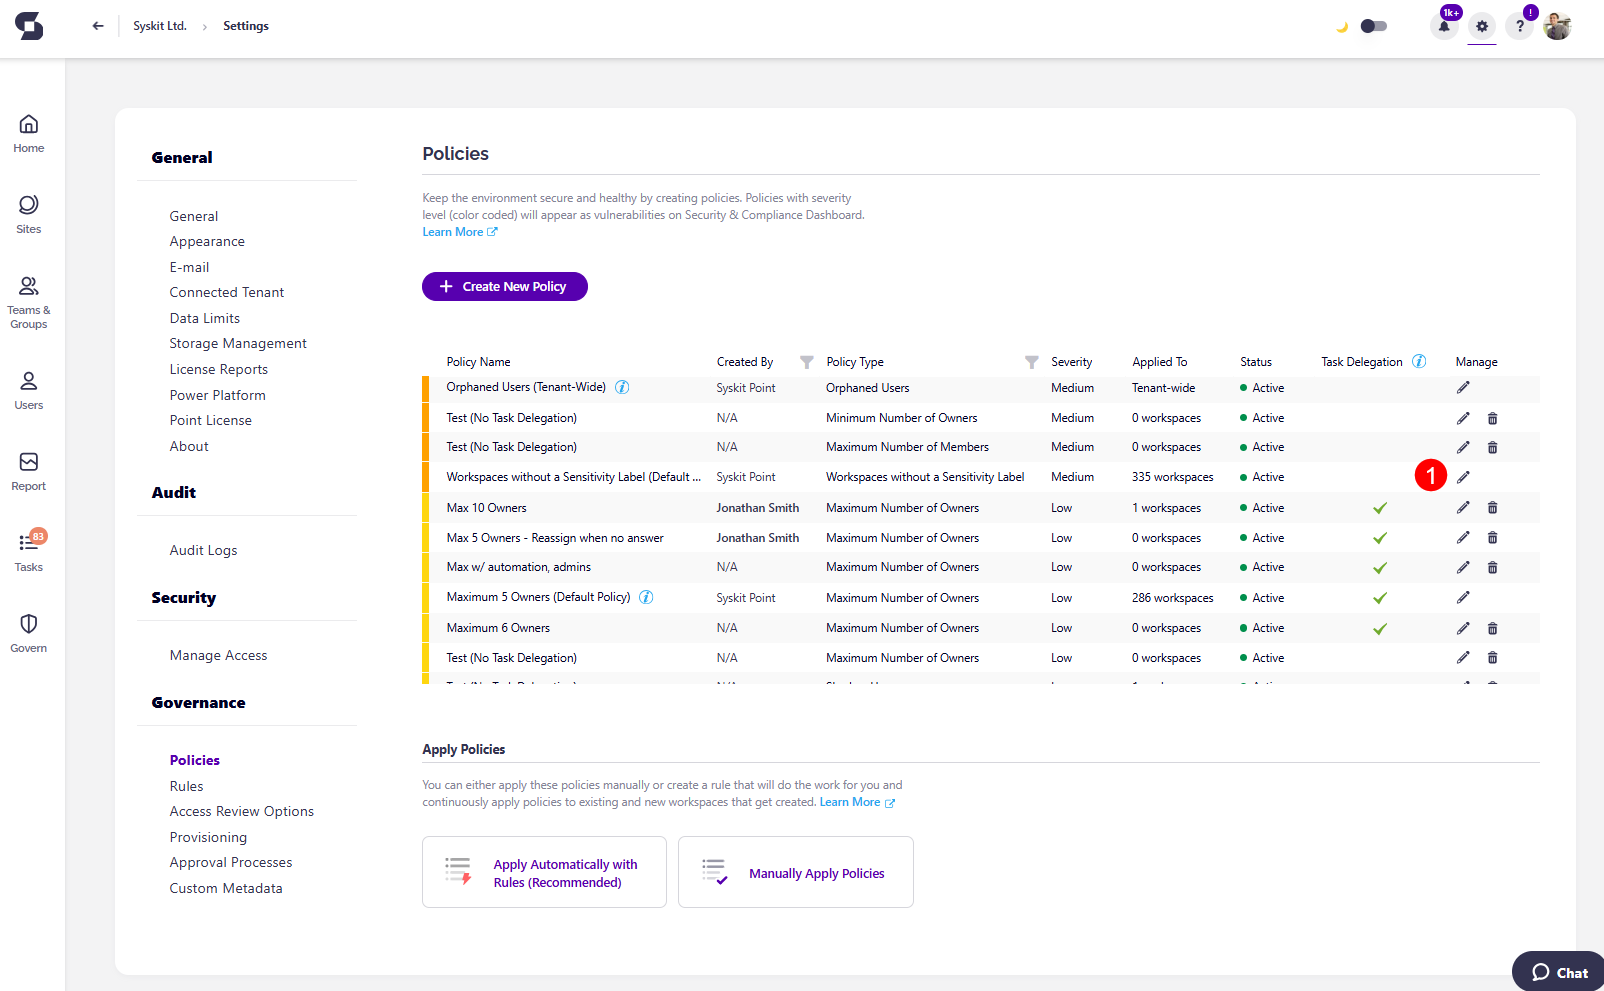 Syskit Ltd. › Settings
1k+
?
!
Home
Sites
Teams &
Groups
Users
Report
83
Tasks
Govern
General
General
Appearance
E-mail
Connected Tenant
Data Limits
Storage Management
License Reports
Power Platform
Point License
About
Audit
Audit Logs
Security
Manage Access
Governance
Policies
Rules
Access Review Options
Provisioning
Approval Processes
Custom Metadata
Policies
Keep the environment secure and healthy by creating policies. Policies with severity
level (color coded) will appear as vulnerabilities on Security & Compliance Dashboard.
Learn More
+ Create New Policy
Policy Name Created By Policy Type Severity Applied To Status Task Delegation i Manage
Orphaned Users (Tenant-Wide) i Syskit Point Orphaned Users Medium Tenant-wide Active
Test (No Task Delegation) N/A Minimum Number of Owners Medium 0 workspaces Active
Test (No Task Delegation) N/A Maximum Number of Members Medium 0 workspaces Active
Workspaces without a Sensitivity Label (Default ... Syskit Point Workspaces without a Sensitivity Label Medium 335 workspaces Active 1
Max 10 Owners Jonathan Smith Maximum Number of Owners Low 1 workspaces Active
Max 5 Owners - Reassign when no answer Jonathan Smith Maximum Number of Owners Low 0 workspaces Active
Max w/ automation, admins N/A Maximum Number of Owners Low 0 workspaces Active
Maximum 5 Owners (Default Policy) i Syskit Point Maximum Number of Owners Low 286 workspaces Active
Maximum 6 Owners N/A Maximum Number of Owners Low 0 workspaces Active
Test (No Task Delegation) N/A Maximum Number of Owners Low 0 workspaces Active
Apply Policies
You can either apply these policies manually or create a rule that will do the work for you and
continuously apply policies to existing and new workspaces that get created. Learn More
Apply Automatically with
Rules (Recommended)
Manually Apply Policies
Chat